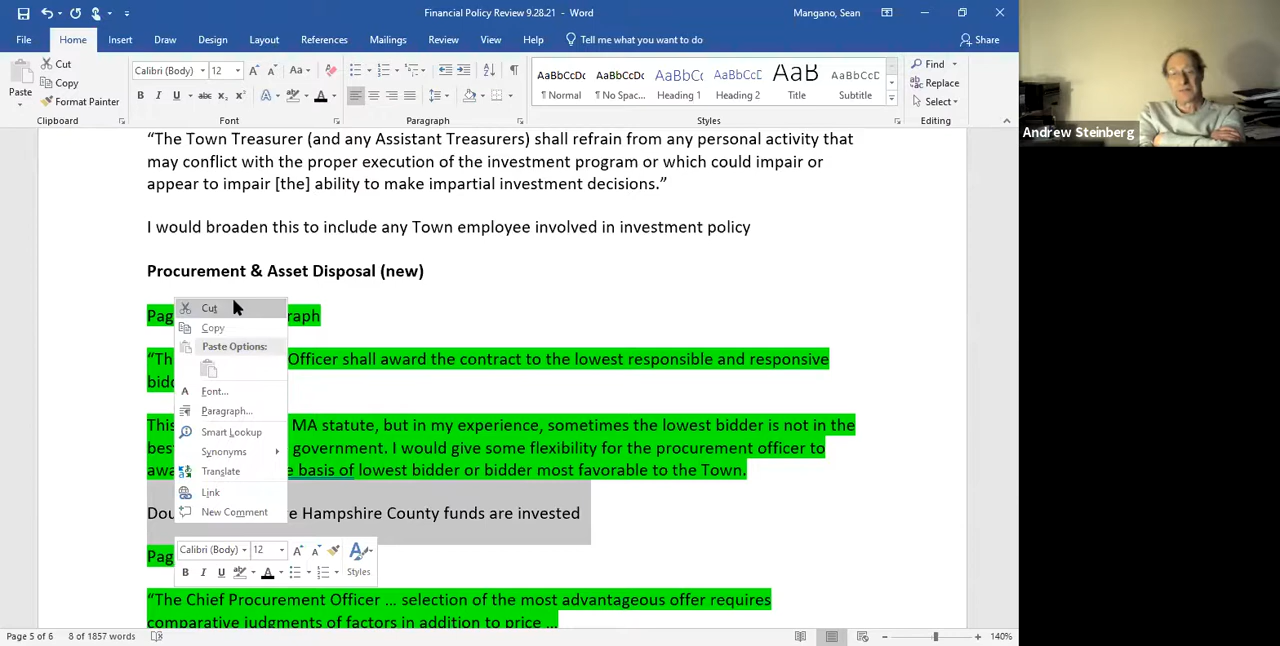 Financial Policy Review 9.28.21 - Word
Mangano, Sean
File Home Insert Draw Design Layout References Mailings Review View Help Tell me what you want to do Share
Paste
Cut
Copy
Format Painter
Clipboard
Calibri (Body) 12
Font
Paragraph
AaBbCcDc AaBbCcDc AaBbC AaBbCcC AaB AaBbCcC
¶ Normal ¶ No Spac... Heading 1 Heading 2 Title Subtitle
Styles
Find
Replace
Select
Editing
“The Town Treasurer (and any Assistant Treasurers) shall refrain from any personal activity that
may conflict with the proper execution of the investment program or which could impair or
appear to impair [the] ability to make impartial investment decisions.”
I would broaden this to include any Town employee involved in investment policy
Procurement & Asset Disposal (new)
Pag raph
“Th Officer shall award the contract to the lowest responsible and responsive
bidd
This MA statute, but in my experience, sometimes the lowest bidder is not in the
bes government. I would give some flexibility for the procurement officer to
awa e basis of lowest bidder or bidder most favorable to the Town.
Dou e Hampshire County funds are invested
Pag
“The Chief Procurement Officer … selection of the most advantageous offer requires
comparative judgments of factors in addition to price …
Cut
Copy
Paste Options:
Font...
Paragraph...
Smart Lookup
Synonyms
Translate
Link
New Comment
Calibri (Body) 12
Styles
Page 5 of 6 8 of 1857 words
140%
Andrew Steinberg